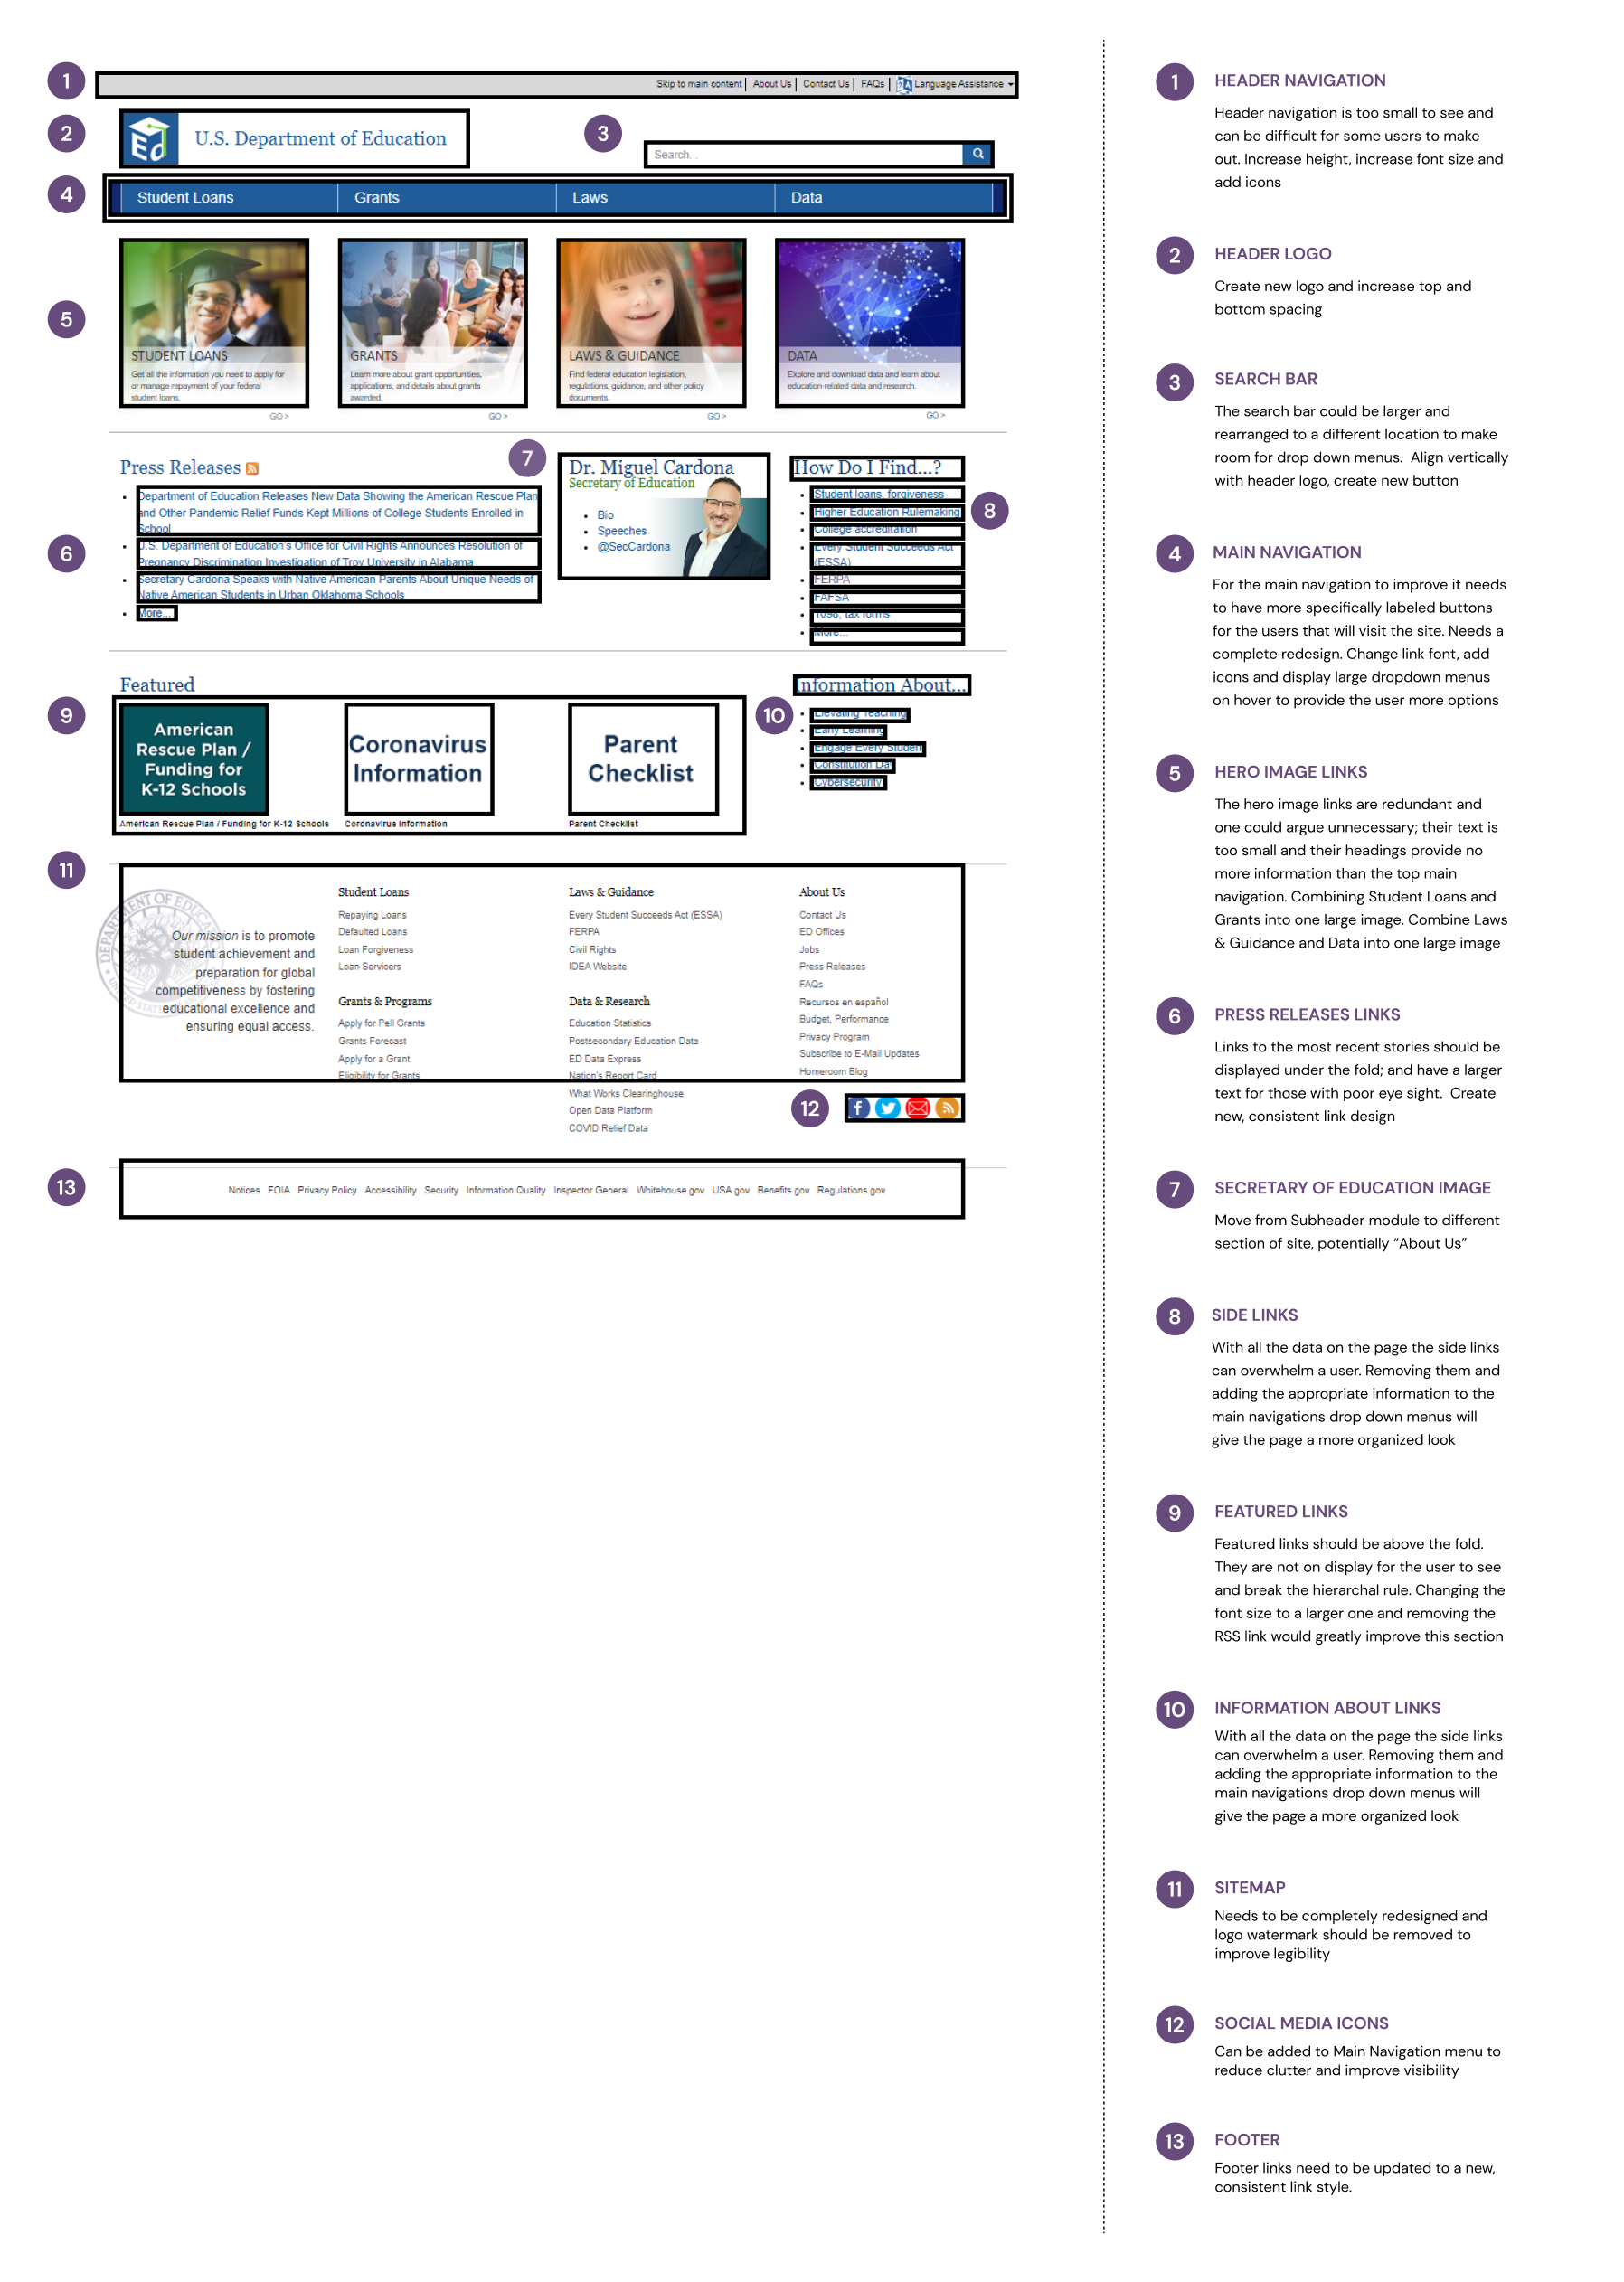 1
Skip to main content
About Us
Contact Us
FAQs
Language Assistance
2
Ed
U.S. Department of Education
3
Search...
4
Student Loans
Grants
Laws
Data
5
STUDENT LOANS
Get all the information you need to apply for
or manage repayment of your federal
student loans.
GO >
GRANTS
Learn more about grant opportunities,
applications, and details about grants
awarded.
GO >
LAWS & GUIDANCE
Find federal education legislation,
regulations, guidance, and other policy
documents.
GO >
DATA
Explore and download data and learn about
education-related data and research.
GO >
6
Press Releases
Department of Education Releases New Data Showing the American Rescue Plan
and Other Pandemic Relief Funds Kept Millions of College Students Enrolled in
School
U.S. Department of Education's Office for Civil Rights Announces Resolution of
Pregnancy Discrimination Investigation of Troy University in Alabama
Secretary Cardona Speaks with Native American Parents About Unique Needs of
Native American Students in Urban Oklahoma Schools
More...
7
Dr. Miguel Cardona
Secretary of Education
Bio
Speeches
@SecCardona
How Do I Find...?
8
Student loans, forgiveness
Higher Education Rulemaking
College accreditation
Every Student Succeeds Act
(ESSA)
FERPA
FAFSA
1098, tax forms
More...
9
Featured
American
Rescue Plan /
Funding for
K-12 Schools
American Rescue Plan / Funding for K-12 Schools
Coronavirus
Information
Coronavirus Information
Parent
Checklist
Parent Checklist
10
Information About...
Elevating Teaching
Early Learning
Engage Every Student
Constitution Day
Cybersecurity
11
Our mission is to promote
student achievement and
preparation for global
competitiveness by fostering
educational excellence and
ensuring equal access.
Student Loans
Repaying Loans
Defaulted Loans
Loan Forgiveness
Loan Servicers
Grants & Programs
Apply for Pell Grants
Grants Forecast
Apply for a Grant
Eligibility for Grants
Laws & Guidance
Every Student Succeeds Act (ESSA)
FERPA
Civil Rights
IDEA Website
Data & Research
Education Statistics
Postsecondary Education Data
ED Data Express
Nation's Report Card
What Works Clearinghouse
Open Data Platform
COVID Relief Data
About Us
Contact Us
ED Offices
Jobs
Press Releases
FAQs
Recursos en español
Budget, Performance
Privacy Program
Subscribe to E-Mail Updates
Homeroom Blog
12
13
Notices FOIA Privacy Policy Accessibility Security Information Quality Inspector General Whitehouse.gov USA.gov Benefits.gov Regulations.gov
1 HEADER NAVIGATION
Header navigation is too small to see and
can be difficult for some users to make
out. Increase height, increase font size and
add icons
2 HEADER LOGO
Create new logo and increase top and
bottom spacing
3 SEARCH BAR
The search bar could be larger and
rearranged to a different location to make
room for drop down menus. Align vertically
with header logo, create new button
4 MAIN NAVIGATION
For the main navigation to improve it needs
to have more specifically labeled buttons
for the users that will visit the site. Needs a
complete redesign. Change link font, add
icons and display large dropdown menus
on hover to provide the user more options
5 HERO IMAGE LINKS
The hero image links are redundant and
one could argue unnecessary; their text is
too small and their headings provide no
more information than the top main
navigation. Combining Student Loans and
Grants into one large image. Combine Laws
& Guidance and Data into one large image
6 PRESS RELEASES LINKS
Links to the most recent stories should be
displayed under the fold; and have a larger
text for those with poor eye sight. Create
new, consistent link design
7 SECRETARY OF EDUCATION IMAGE
Move from Subheader module to different
section of site, potentially “About Us”
8 SIDE LINKS
With all the data on the page the side links
can overwhelm a user. Removing them and
adding the appropriate information to the
main navigations drop down menus will
give the page a more organized look
9 FEATURED LINKS
Featured links should be above the fold.
They are not on display for the user to see
and break the hierarchal rule. Changing the
font size to a larger one and removing the
RSS link would greatly improve this section
10 INFORMATION ABOUT LINKS
With all the data on the page the side links
can overwhelm a user. Removing them and
adding the appropriate information to the
main navigations drop down menus will
give the page a more organized look
11 SITEMAP
Needs to be completely redesigned and
logo watermark should be removed to
improve legibility
12 SOCIAL MEDIA ICONS
Can be added to Main Navigation menu to
reduce clutter and improve visibility
13 FOOTER
Footer links need to be updated to a new,
consistent link style.